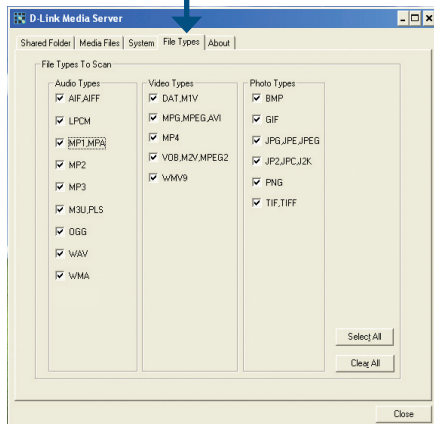 D-Link Media Server
Shared Folder Media Files System File Types About
File Types To Scan
Audio Types
AIF,AIFF
LPCM
MP1,MPA
MP2
MP3
M3U,PLS
OGG
WAV
WMA
Video Types
DAT,M1V
MPG,MPEG,AVI
MP4
VOB,M2V,MPEG2
WMV9
Photo Types
BMP
GIF
JPG,JPE,JPEG
JP2,JPC,J2K
PNG
TIF,TIFF
Select All
Clear All
Close